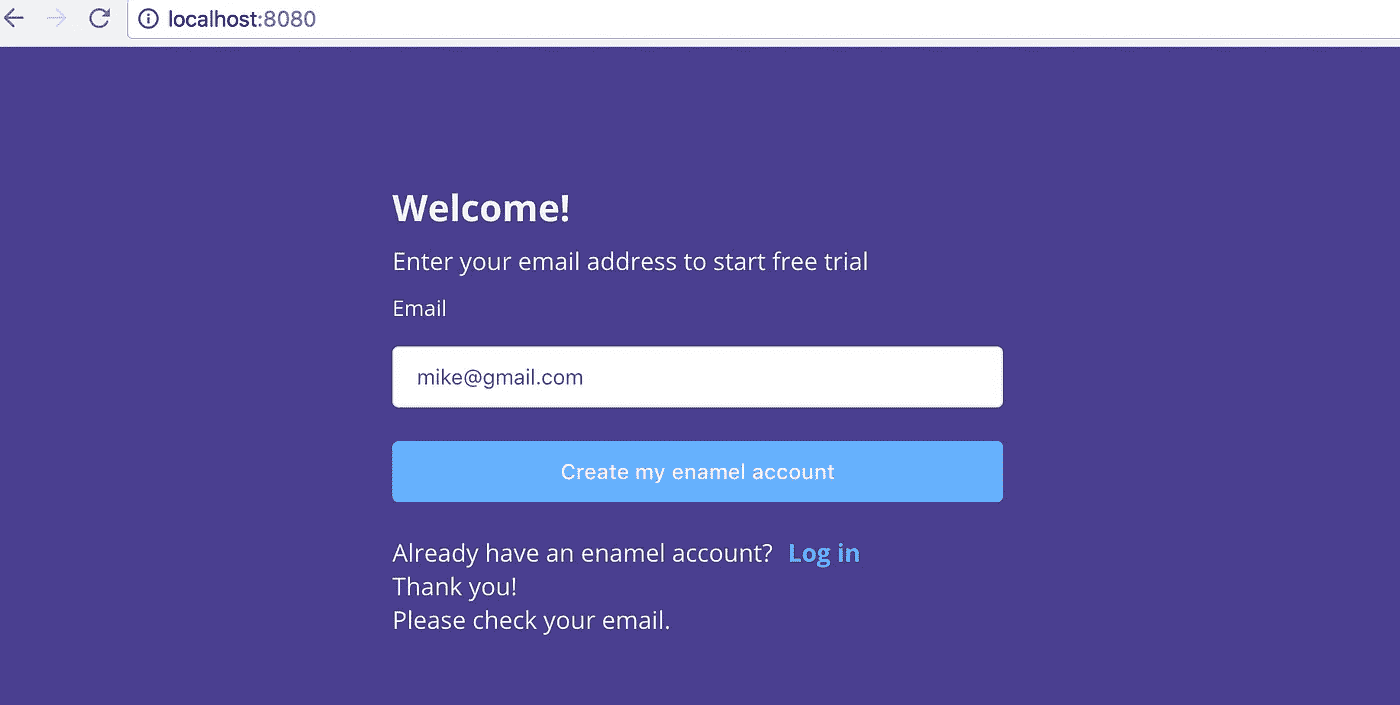 localhost:8080
Welcome!
Enter your email address to start free trial
Email
mike@gmail.com
Create my enamel account
Already have an enamel account? Log in
Thank you!
Please check your email.